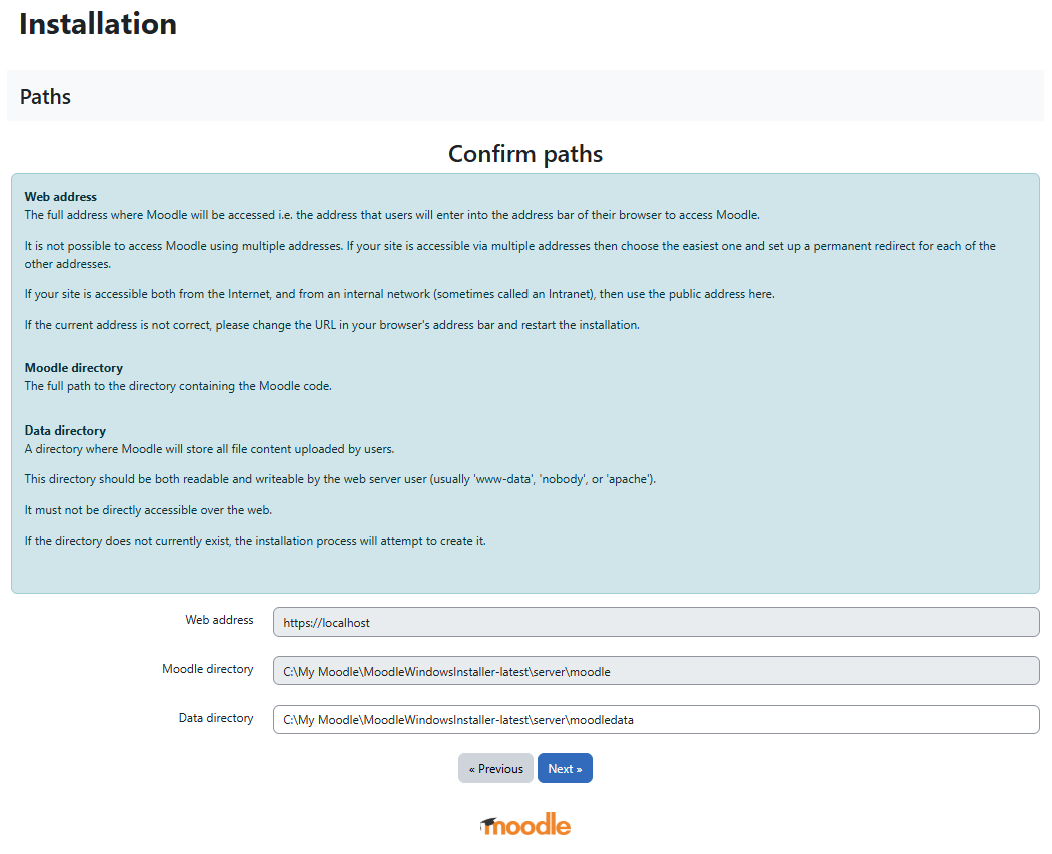 Installation
Paths
Confirm paths
Web address
The full address where Moodle will be accessed i.e. the address that users will enter into the address bar of their browser to access Moodle.
It is not possible to access Moodle using multiple addresses. If your site is accessible via multiple addresses then choose the easiest one and set up a permanent redirect for each of the
other addresses.
If your site is accessible both from the Internet, and from an internal network (sometimes called an Intranet), then use the public address here.
If the current address is not correct, please change the URL in your browser's address bar and restart the installation.
Moodle directory
The full path to the directory containing the Moodle code.
Data directory
A directory where Moodle will store all file content uploaded by users.
This directory should be both readable and writeable by the web server user (usually 'www-data', 'nobody', or 'apache').
It must not be directly accessible over the web.
If the directory does not currently exist, the installation process will attempt to create it.
Web address https://localhost
Moodle directory C:\My Moodle\MoodleWindowsInstaller-latest\server\moodle
Data directory C:\My Moodle\MoodleWindowsInstaller-latest\server\moodledata
« Previous Next »
moodle